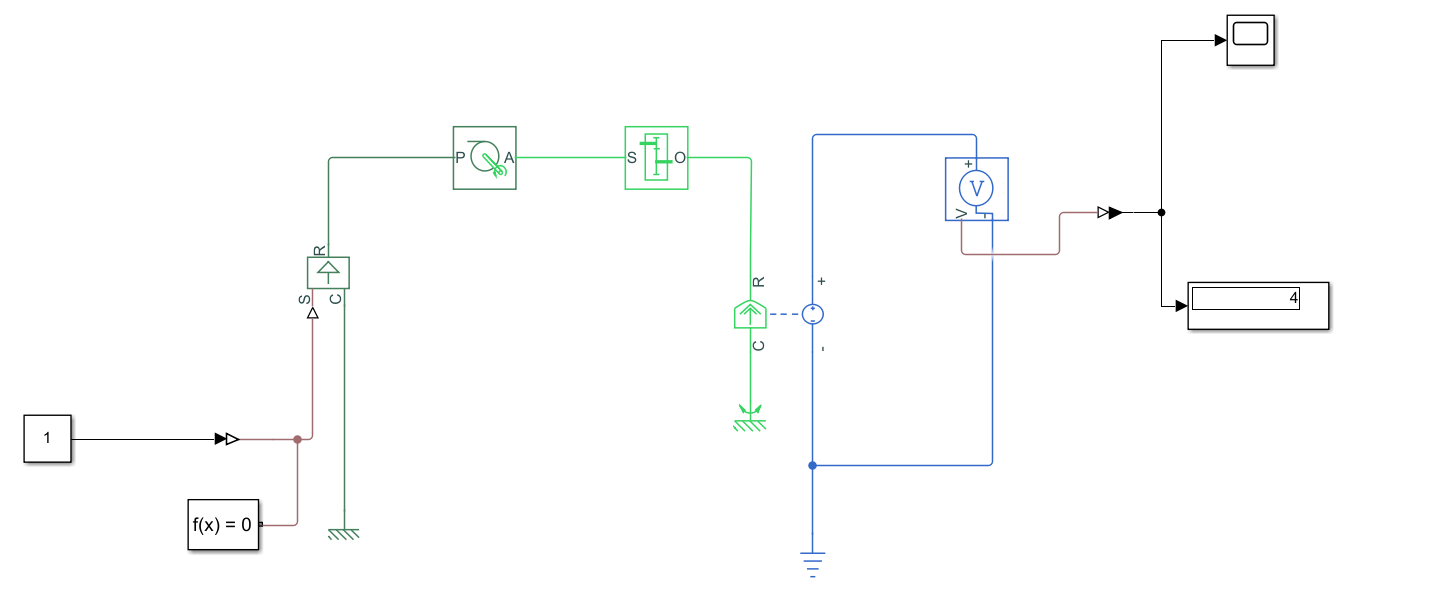 P
A
S
O
+
V
V
-
R
S
C
R
+
C
-
4
1
f(x) = 0